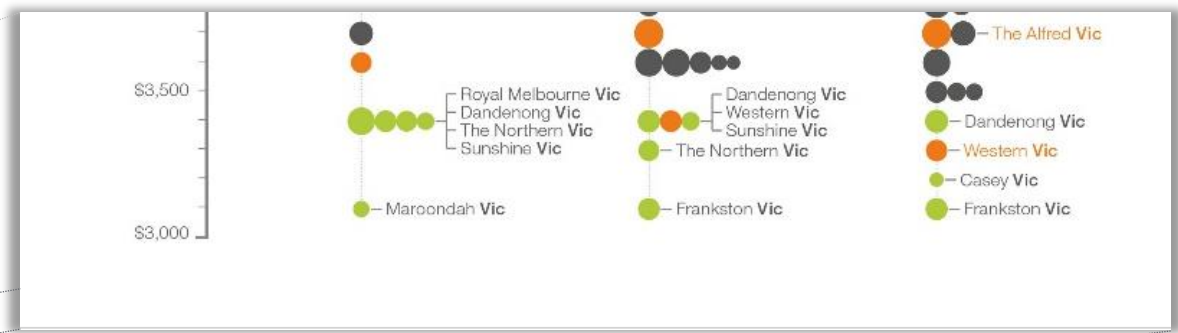 The Alfred Vic
$3,500
Royal Melbourne Vic
Dandenong Vic
The Northern Vic
Sunshine Vic
Dandenong Vic
Western Vic
Sunshine Vic
The Northern Vic
Dandenong Vic
Western Vic
Casey Vic
Maroondah Vic
Frankston Vic
Frankston Vic
$3,000